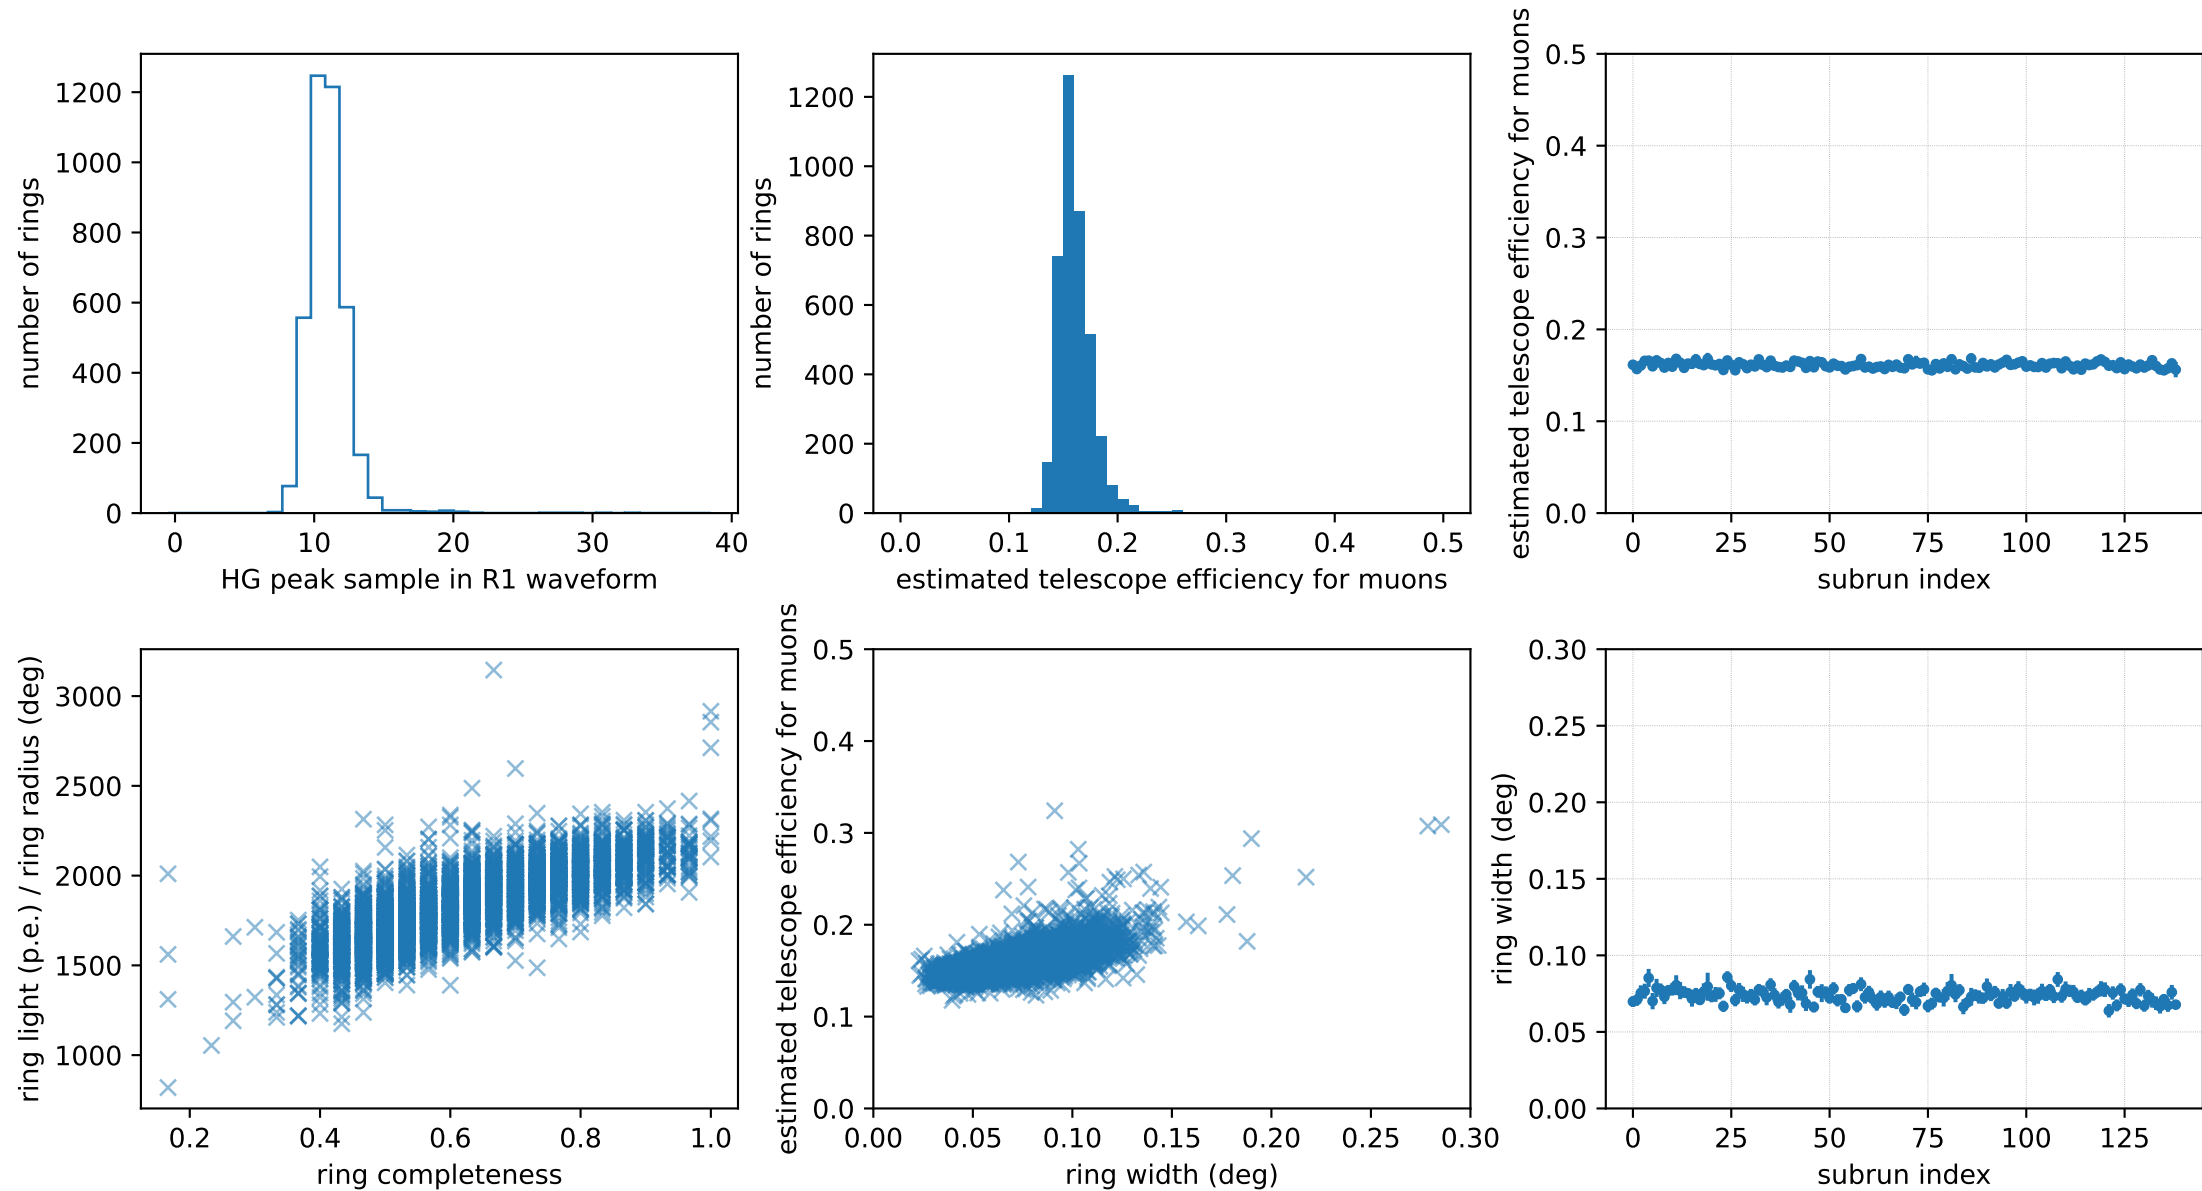 number of rings
1200
1000
800
600
400
200
0
0 10 20 30 40
HG peak sample in R1 waveform
number of rings
1200
1000
800
600
400
200
0
0.0 0.1 0.2 0.3 0.4 0.5
estimated telescope efficiency for muons
estimated telescope efficiency for muons
0.5
0.4
0.3
0.2
0.1
0.0
0 25 50 75 100 125
subrun index
ring light (p.e.) / ring radius (deg)
3000
2500
2000
1500
1000
0.2 0.4 0.6 0.8 1.0
ring completeness
estimated telescope efficiency for muons
0.5
0.4
0.3
0.2
0.1
0.0
0.00 0.05 0.10 0.15 0.20 0.25 0.30
ring width (deg)
ring width (deg)
0.30
0.25
0.20
0.15
0.10
0.05
0.00
0 25 50 75 100 125
subrun index